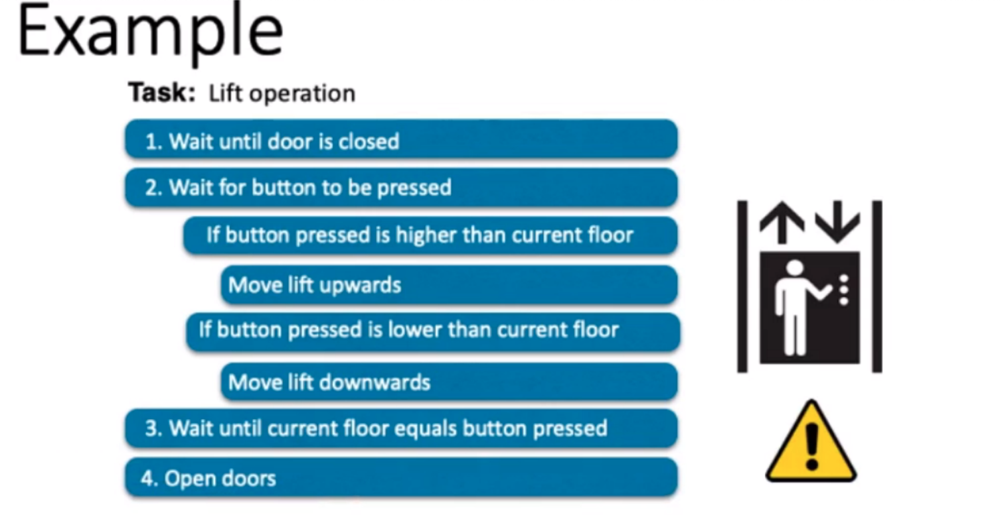 Example
Task: Lift operation
1. Wait until door is closed
2. Wait for button to be pressed
If button pressed is higher than current floor
Move lift upwards
If button pressed is lower than current floor
Move lift downwards
3. Wait until current floor equals button pressed
4. Open doors